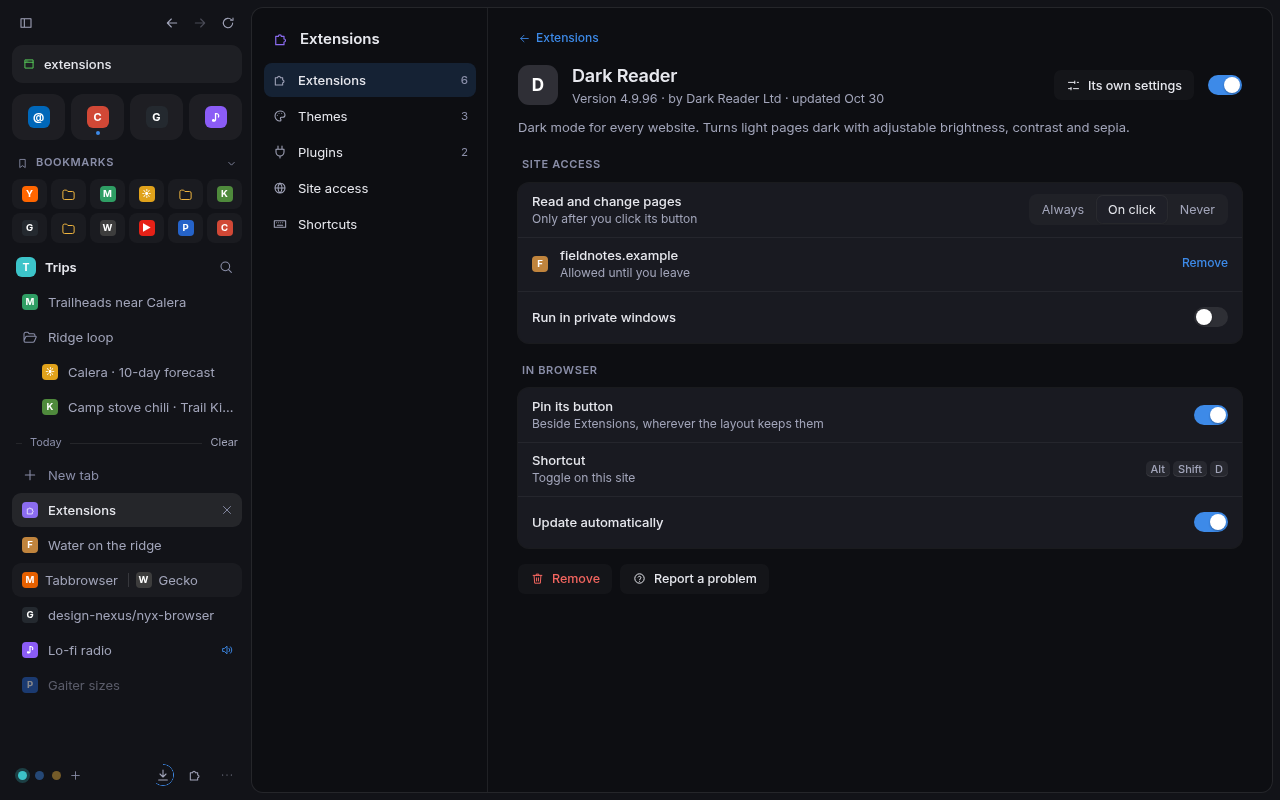 extensions
@
C
G
BOOKMARKS
Y
M
K
G
W
P
C
T Trips
M Trailheads near Calera
Ridge loop
Calera · 10-day forecast
K Camp stove chili · Trail Ki...
Today
Clear
New tab
Extensions
F Water on the ridge
M Tabbrowser
W Gecko
G design-nexus/nyx-browser
Lo-fi radio
P Gaiter sizes
Extensions
Extensions 6
Themes 3
Plugins 2
Site access
Shortcuts
← Extensions
D
Dark Reader
Version 4.9.96 · by Dark Reader Ltd · updated Oct 30
Its own settings
Dark mode for every website. Turns light pages dark with adjustable brightness, contrast and sepia.
SITE ACCESS
Read and change pages
Only after you click its button
Always
On click
Never
F
fieldnotes.example
Allowed until you leave
Remove
Run in private windows
IN BROWSER
Pin its button
Beside Extensions, wherever the layout keeps them
Shortcut
Toggle on this site
Alt Shift D
Update automatically
Remove
Report a problem